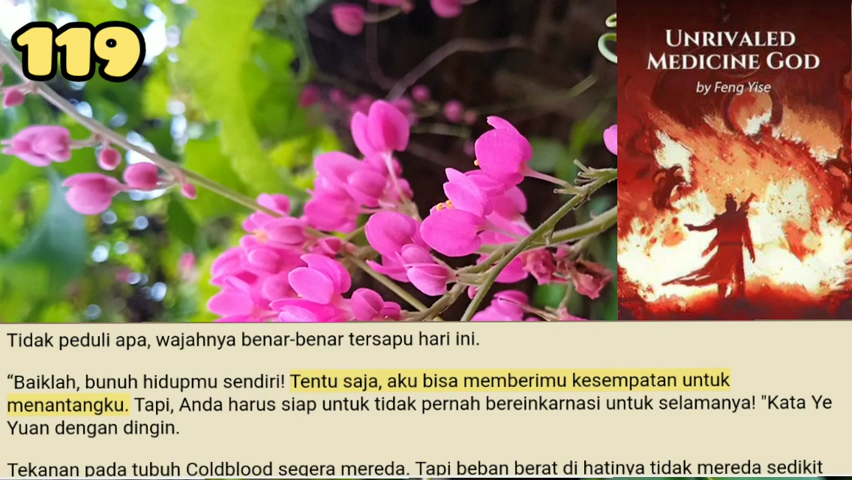 119
UNRIVALED
MEDICINE GOD
by Feng Yise
Tidak peduli apa, wajahnya benar-benar tersapu hari ini.
“Baiklah, bunuh hidupmu sendiri! Tentu saja, aku bisa memberimu kesempatan untuk
menantangku. Tapi, Anda harus siap untuk tidak pernah bereinkarnasi untuk selamanya! "Kata Ye
Yuan dengan dingin.
Tekanan pada tubuh Coldblood segera mereda. Tapi beban berat di hatinya tidak mereda sedikit